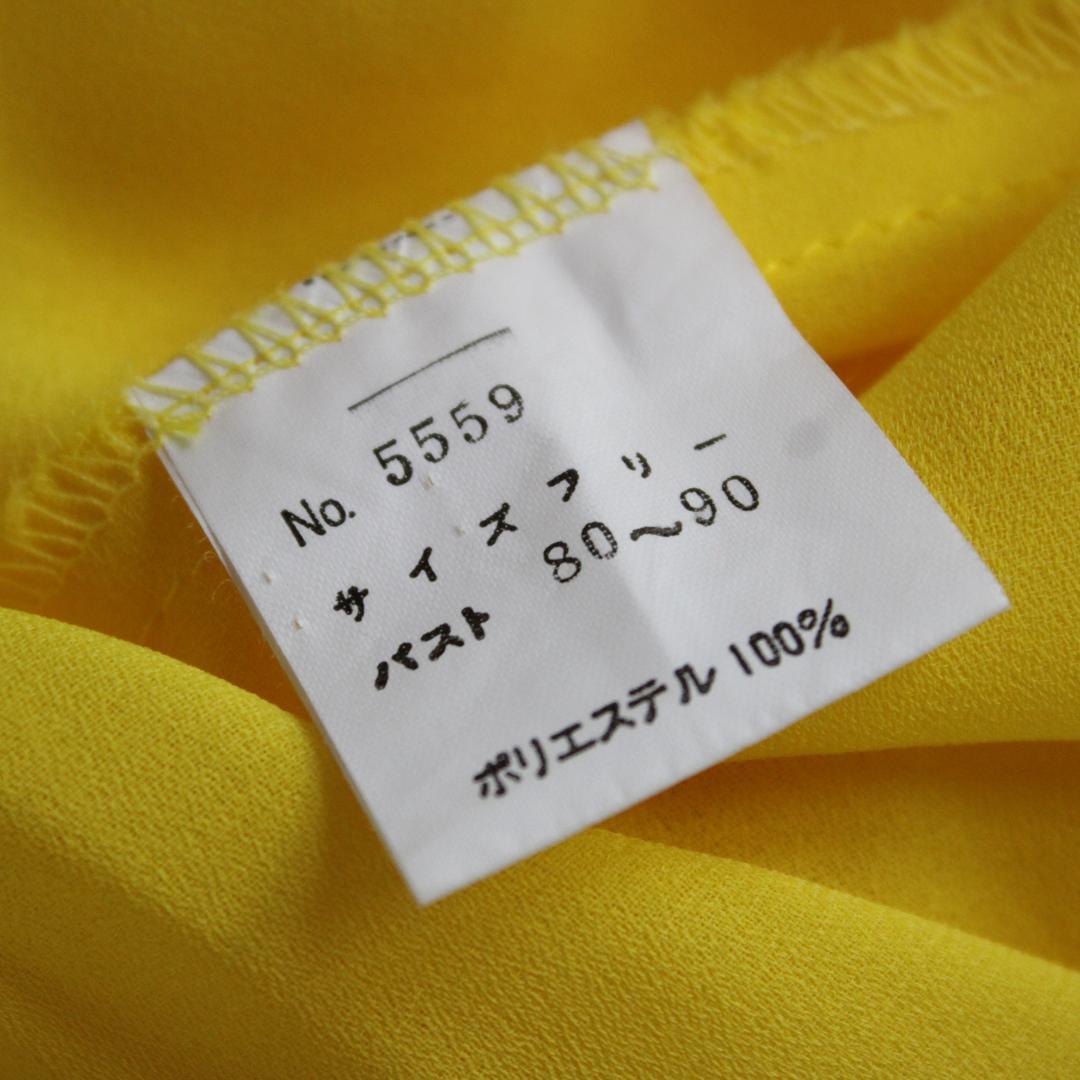 No. 5559
サイズフリー
バスト 80～90
ポリエステル 100%